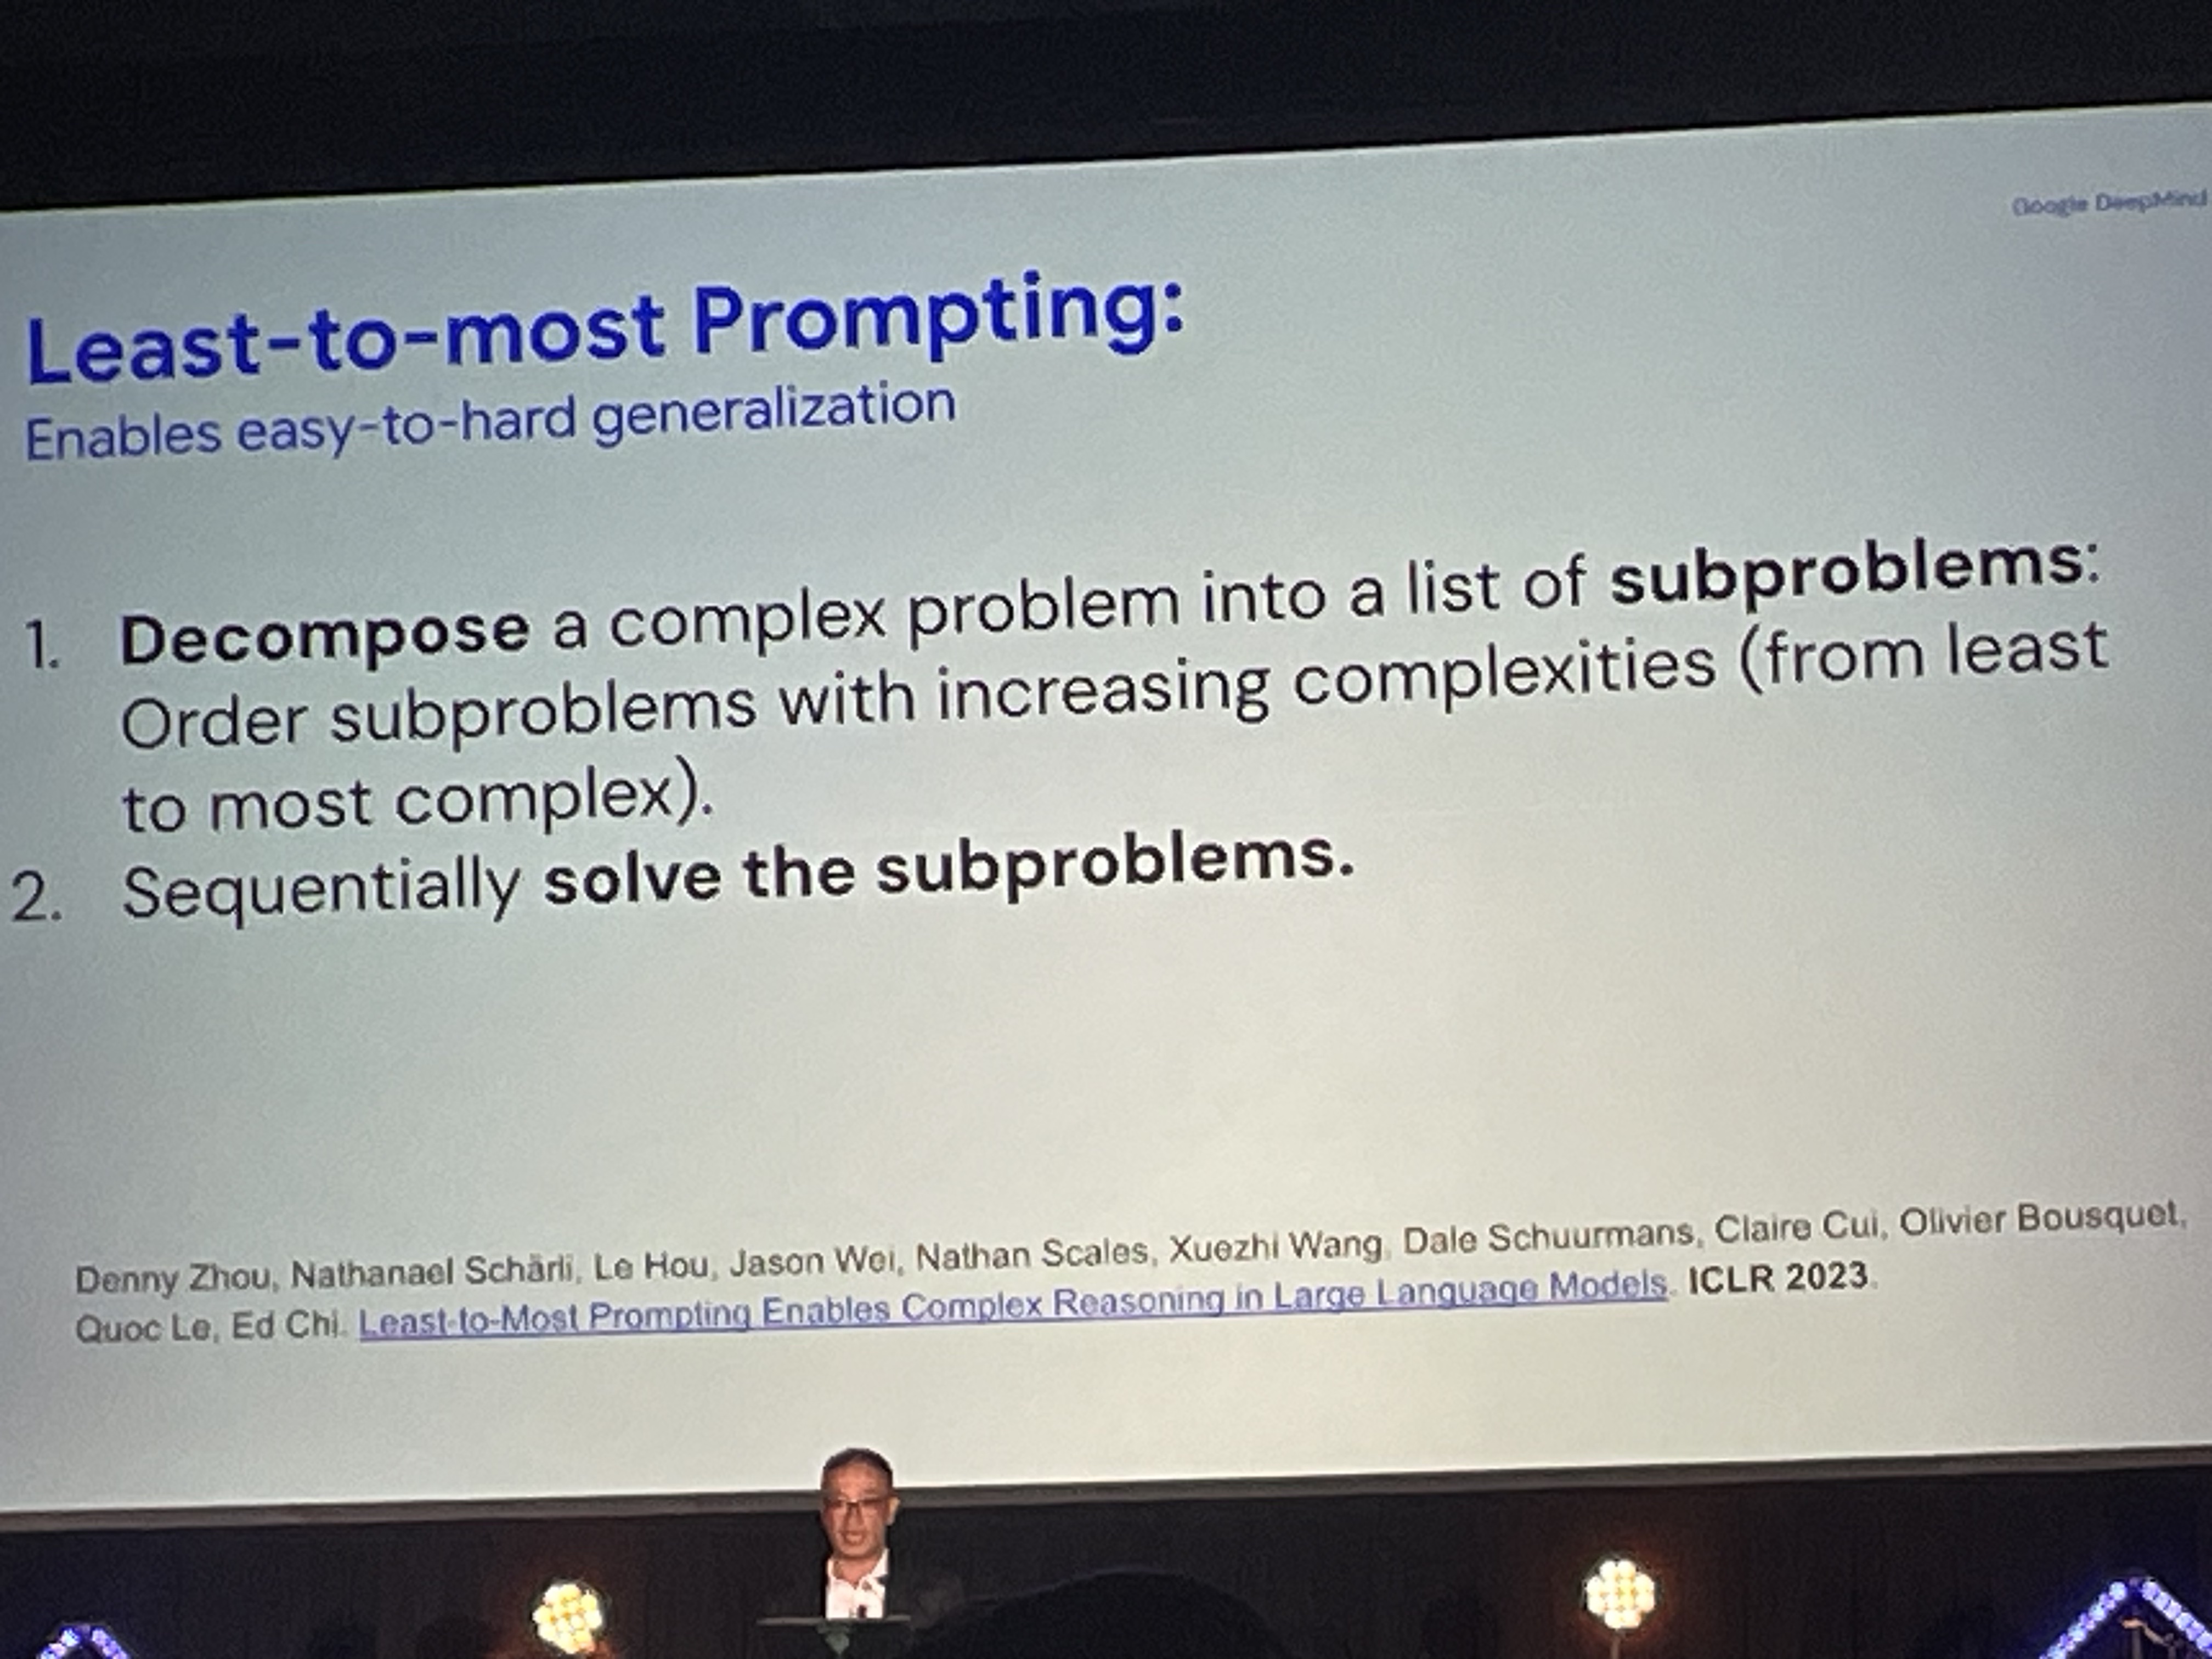 Google DeepMind
Least-to-most Prompting:
Enables easy-to-hard generalization
1. Decompose a complex problem into a list of subproblems:
Order subproblems with increasing complexities (from least
to most complex).
2. Sequentially solve the subproblems.
Denny Zhou, Nathanael Schärli, Le Hou, Jason Wei, Nathan Scales, Xuezhi Wang, Dale Schuurmans, Claire Cui, Olivier Bousquet,
Quoc Le, Ed Chi. Least-to-Most Prompting Enables Complex Reasoning in Large Language Models. ICLR 2023.